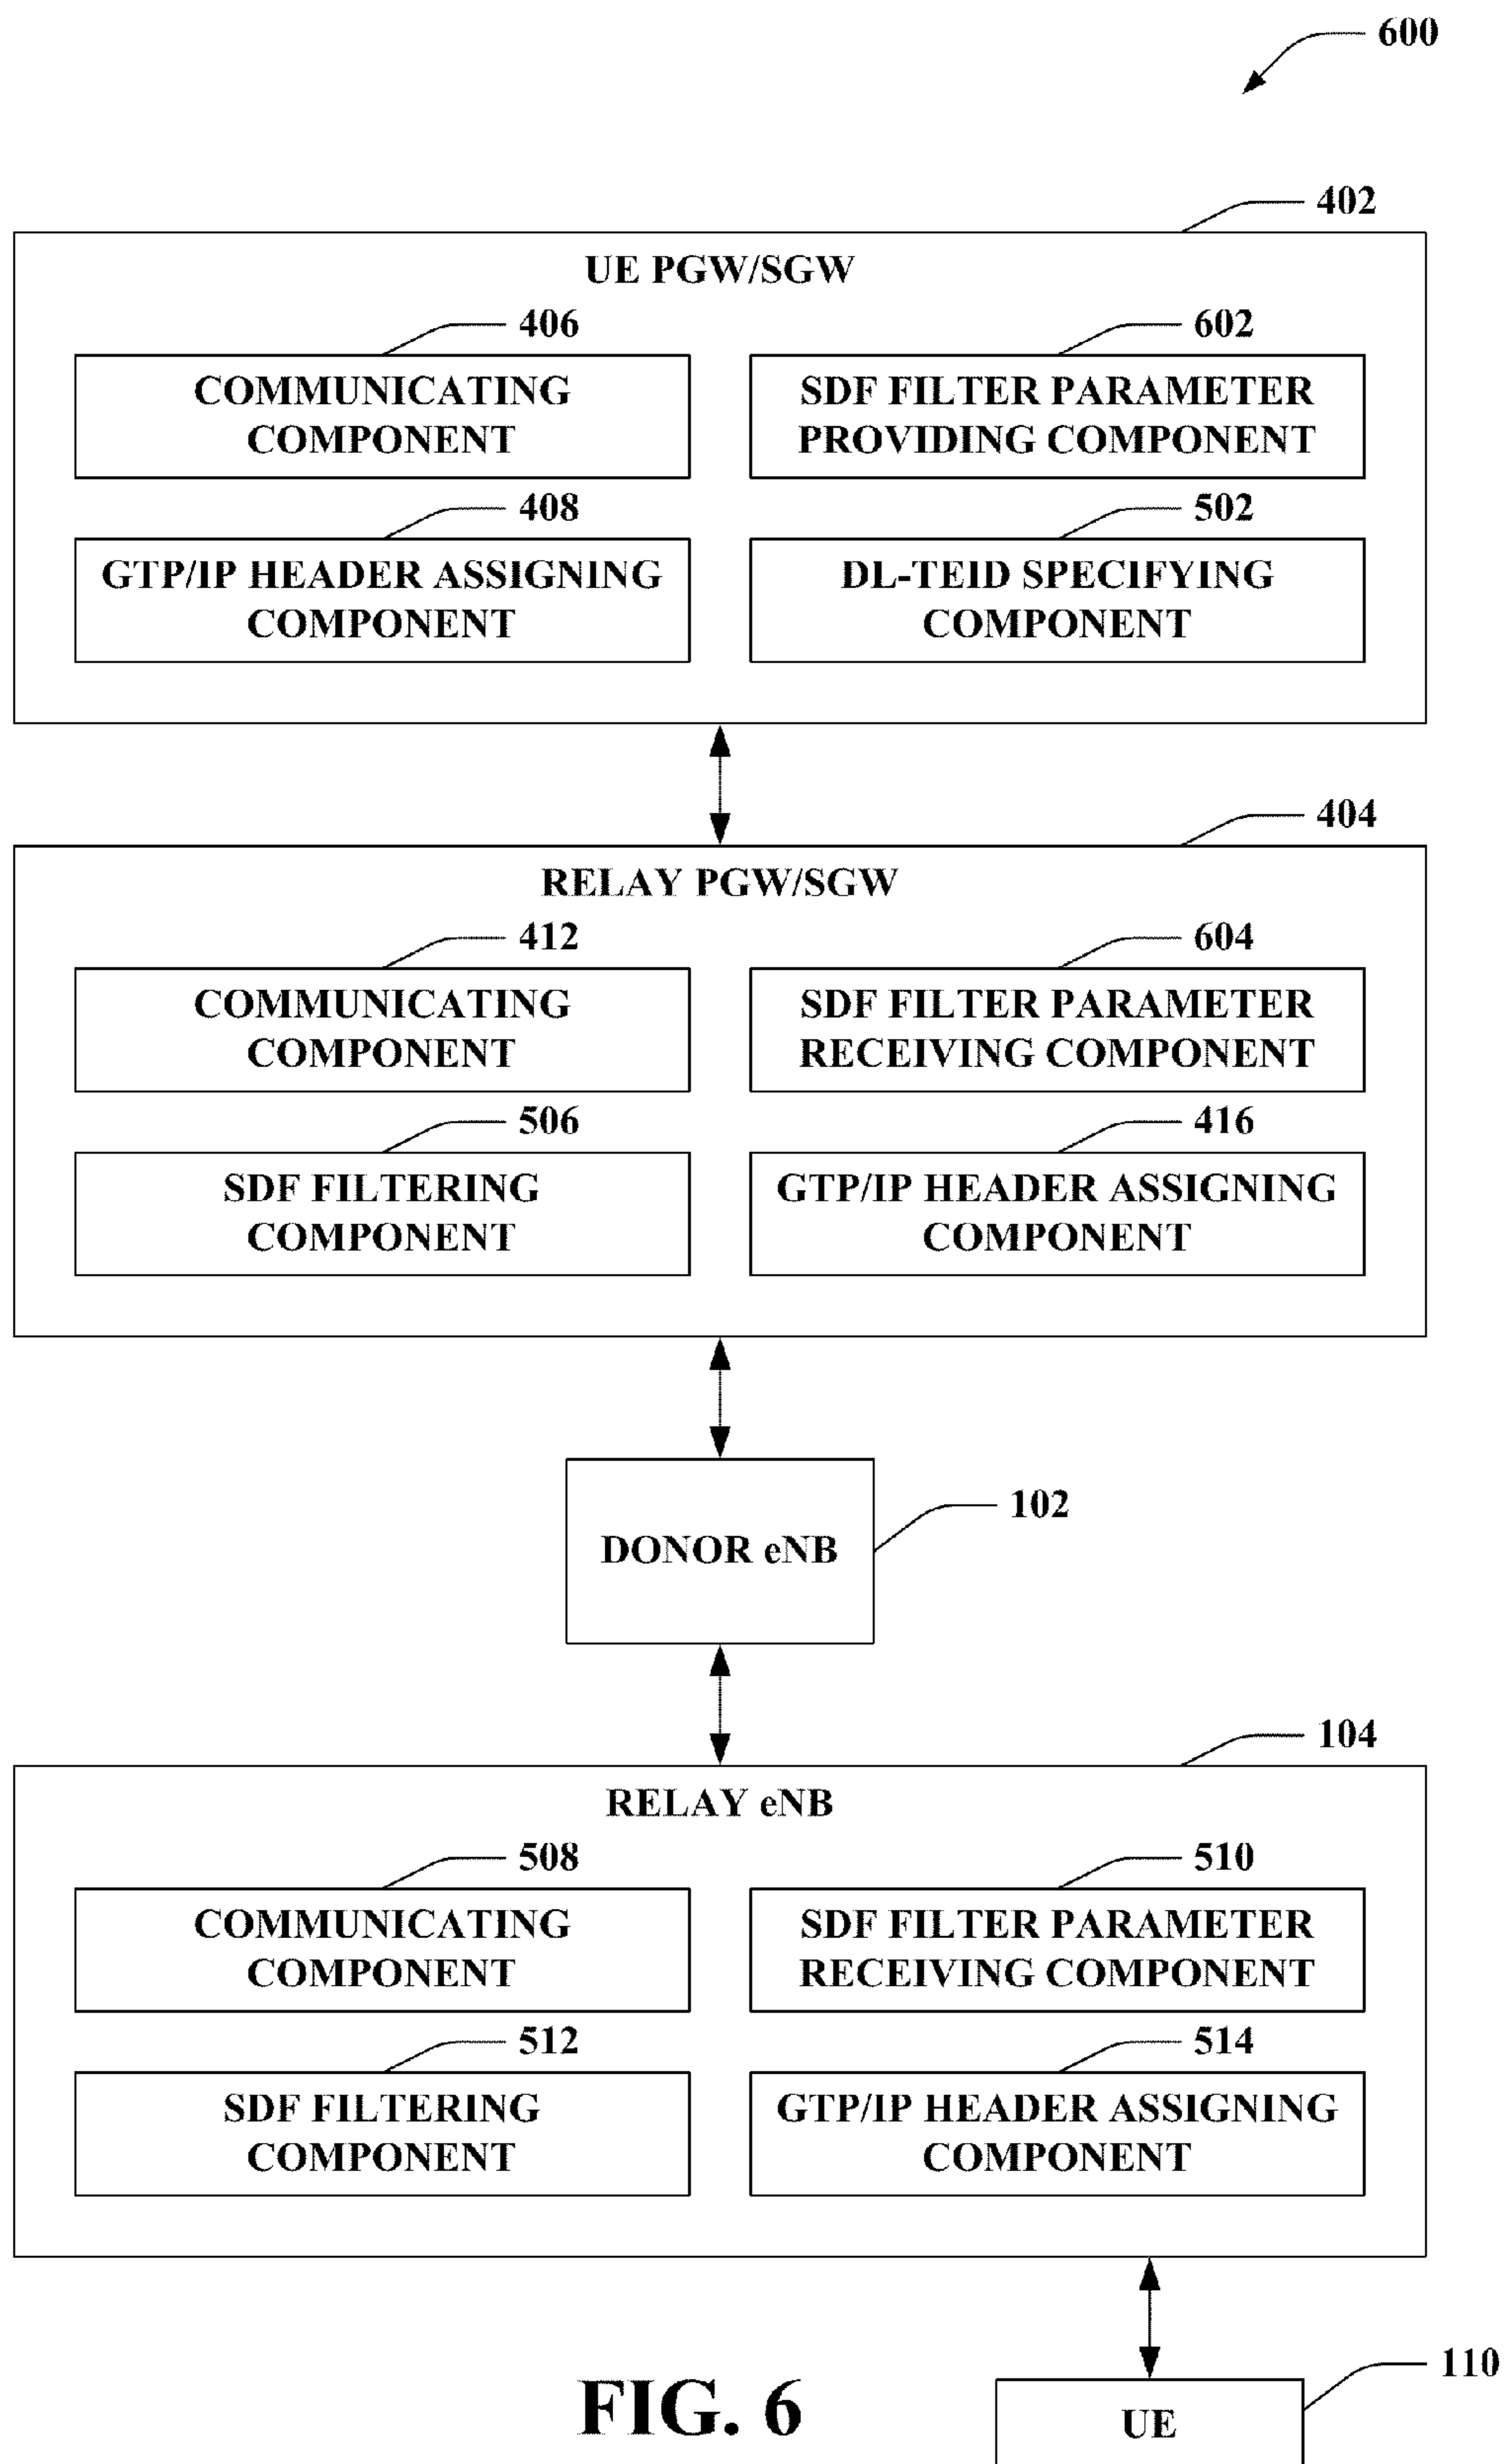 600
402
UE PGW/SGW
406
602
COMMUNICATING
COMPONENT
SDF FILTER PARAMETER
PROVIDING COMPONENT
408
502
GTP/IP HEADER ASSIGNING
COMPONENT
DL-TEID SPECIFYING
COMPONENT
404
RELAY PGW/SGW
412
604
COMMUNICATING
COMPONENT
SDF FILTER PARAMETER
RECEIVING COMPONENT
506
416
SDF FILTERING
COMPONENT
GTP/IP HEADER ASSIGNING
COMPONENT
102
DONOR eNB
104
RELAY eNB
508
510
COMMUNICATING
COMPONENT
SDF FILTER PARAMETER
RECEIVING COMPONENT
512
514
SDF FILTERING
COMPONENT
GTP/IP HEADER ASSIGNING
COMPONENT
110
UE
FIG. 6